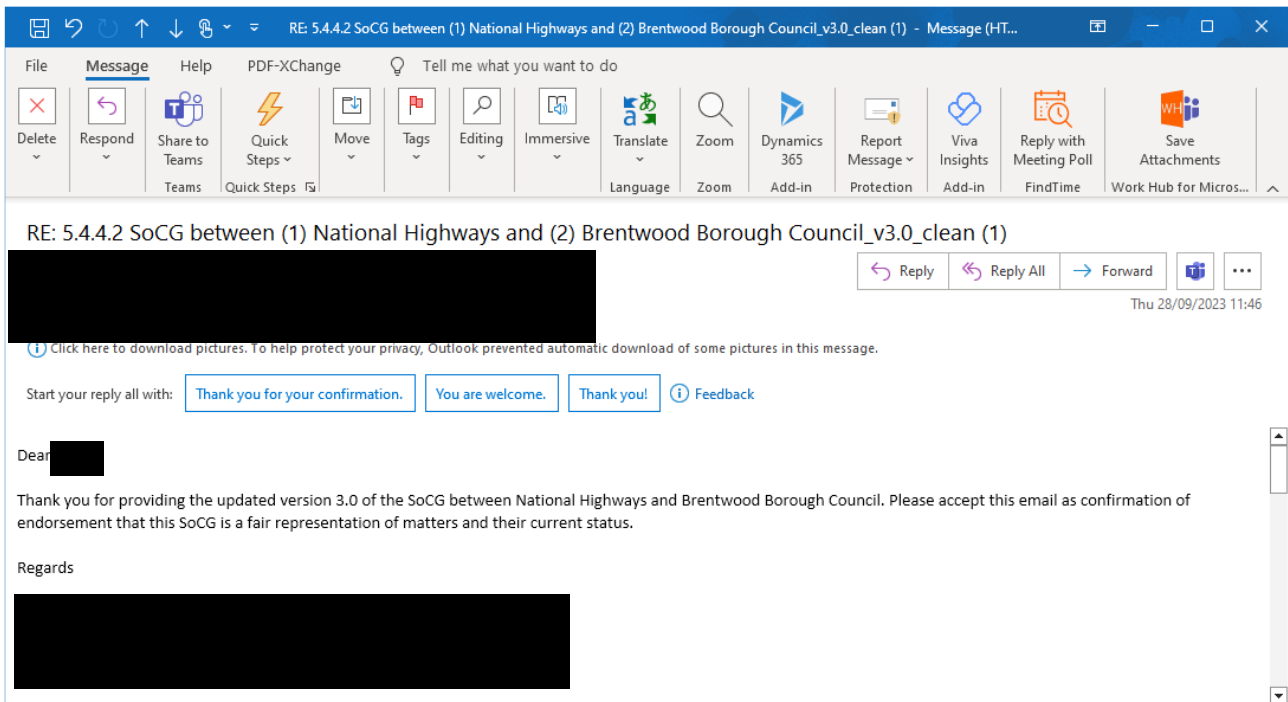 RE: 5.4.4.2 SoCG between (1) National Highways and (2) Brentwood Borough Council_v3.0_clean (1) - Message (HT...
File Message Help PDF-XChange Tell me what you want to do
Delete Respond Share to Teams Quick Steps Move Tags Editing Immersive Translate Zoom Dynamics 365 Report Message Viva Insights Reply with Meeting Poll Save Attachments
Teams Quick Steps Language Zoom Add-in Protection Add-in FindTime Work Hub for Micros...
RE: 5.4.4.2 SoCG between (1) National Highways and (2) Brentwood Borough Council_v3.0_clean (1)
Reply Reply All Forward
Thu 28/09/2023 11:46
Click here to download pictures. To help protect your privacy, Outlook prevented automatic download of some pictures in this message.
Start your reply all with: Thank you for your confirmation. You are welcome. Thank you! Feedback
Dear
Thank you for providing the updated version 3.0 of the SoCG between National Highways and Brentwood Borough Council. Please accept this email as confirmation of
endorsement that this SoCG is a fair representation of matters and their current status.
Regards